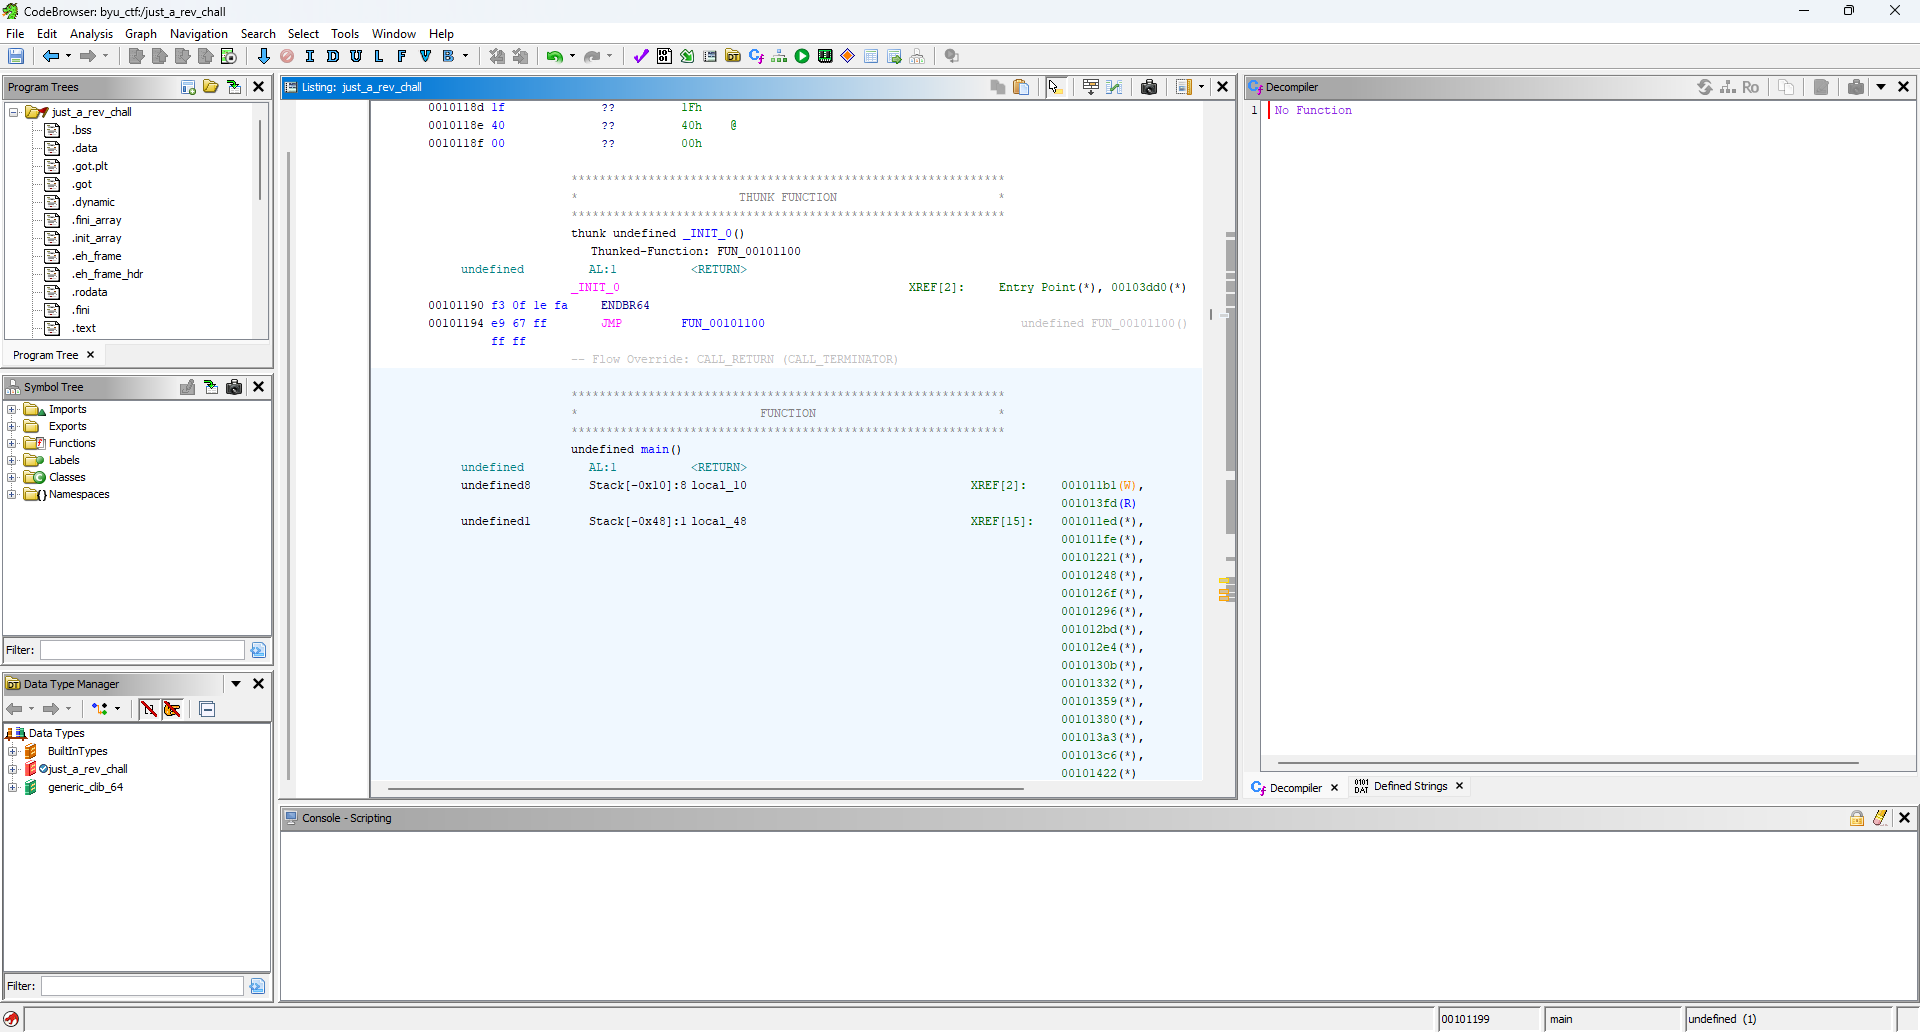 CodeBrowser: byu_ctf:/just_a_rev_chall
File Edit Analysis Graph Navigation Search Select Tools Window Help
I D U L F V B
Program Trees
just_a_rev_chall
.bss
.data
.got.plt
.got
.dynamic
.fini_array
.init_array
.eh_frame
.eh_frame_hdr
.rodata
.fini
.text
Program Tree
Symbol Tree
Imports
Exports
Functions
Labels
Classes
Namespaces
Filter:
Data Type Manager
Data Types
BuiltInTypes
just_a_rev_chall
generic_clib_64
Filter:
Listing: just_a_rev_chall
0010118d 1f ?? 1Fh
0010118e 40 ?? 40h @
0010118f 00 ?? 00h
**************************************************************
* THUNK FUNCTION *
**************************************************************
thunk undefined _INIT_0()
Thunked-Function: FUN_00101100
undefined AL:1 <RETURN>
_INIT_0 XREF[2]: Entry Point(*), 00103dd0(*)
00101190 f3 0f 1e fa ENDBR64
00101194 e9 67 ff JMP FUN_00101100 undefined FUN_00101100()
ff ff
-- Flow Override: CALL_RETURN (CALL_TERMINATOR)
**************************************************************
* FUNCTION *
**************************************************************
undefined main()
undefined AL:1 <RETURN>
undefined8 Stack[-0x10]:8 local_10 XREF[2]: 001011b1(W),
001013fd(R)
undefined1 Stack[-0x48]:1 local_48 XREF[15]: 001011ed(*),
001011fe(*),
00101221(*),
00101248(*),
0010126f(*),
00101296(*),
001012bd(*),
001012e4(*),
0010130b(*),
00101332(*),
00101359(*),
00101380(*),
001013a3(*),
001013c6(*),
00101422(*)
Decompiler
Ro
1 No Function
Decompiler
Defined Strings
Console - Scripting
00101199 main undefined (1)